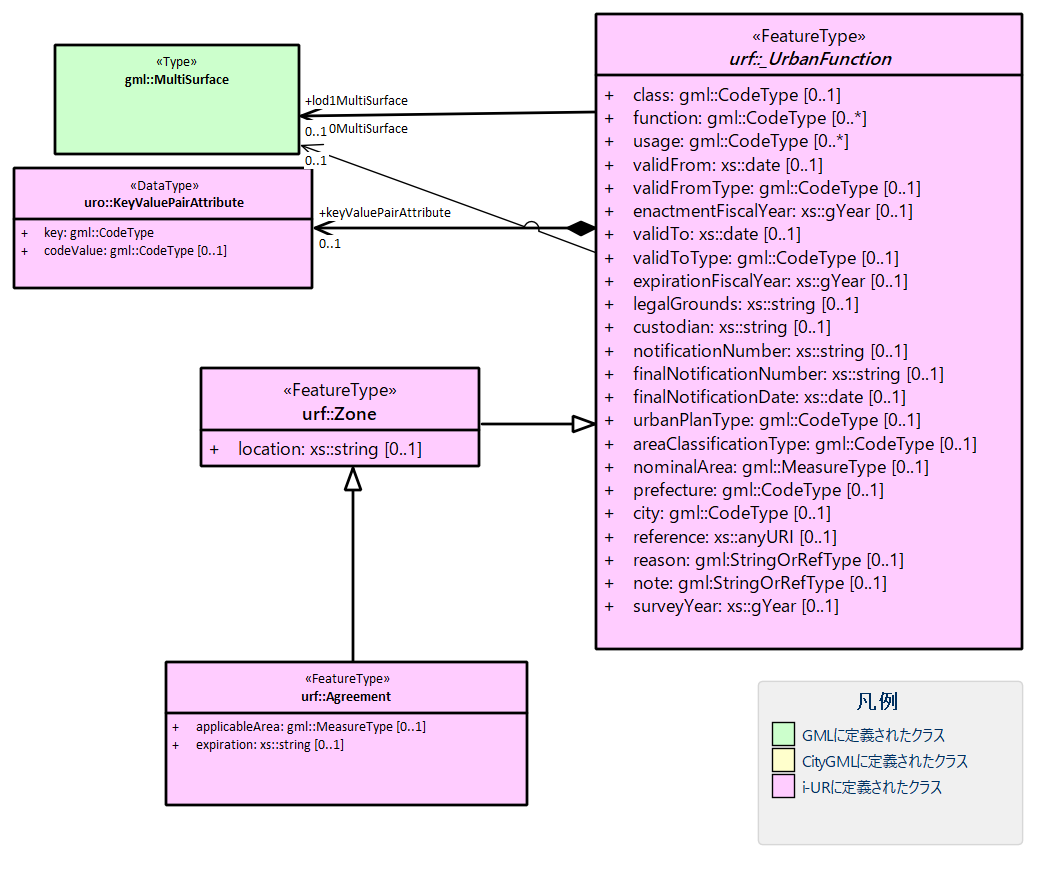 «Type»
gml::MultiSurface
+lod1MultiSurface
0..1
0MultiSurface
0..1
«DataType»
uro::KeyValuePairAttribute
+ key: gml::CodeType
+ codeValue: gml::CodeType [0..1]
+keyValuePairAttribute
0..1
«FeatureType»
urf::_UrbanFunction
+ class: gml::CodeType [0..1]
+ function: gml::CodeType [0..*]
+ usage: gml::CodeType [0..*]
+ validFrom: xs::date [0..1]
+ validFromType: gml::CodeType [0..1]
+ enactmentFiscalYear: xs::gYear [0..1]
+ validTo: xs::date [0..1]
+ validToType: gml::CodeType [0..1]
+ expirationFiscalYear: xs::gYear [0..1]
+ legalGrounds: xs::string [0..1]
+ custodian: xs::string [0..1]
+ notificationNumber: xs::string [0..1]
+ finalNotificationNumber: xs::string [0..1]
+ finalNotificationDate: xs::date [0..1]
+ urbanPlanType: gml::CodeType [0..1]
+ areaClassificationType: gml::CodeType [0..1]
+ nominalArea: gml::MeasureType [0..1]
+ prefecture: gml::CodeType [0..1]
+ city: gml::CodeType [0..1]
+ reference: xs::anyURI [0..1]
+ reason: gml::StringOrRefType [0..1]
+ note: gml:StringOrRefType [0..1]
+ surveyYear: xs::gYear [0..1]
«FeatureType»
urf::Zone
+ location: xs::string [0..1]
«FeatureType»
urf::Agreement
+ applicableArea: gml::MeasureType [0..1]
+ expiration: xs::string [0..1]
凡例
GMLに定義されたクラス
CityGMLに定義されたクラス
i-URに定義されたクラス